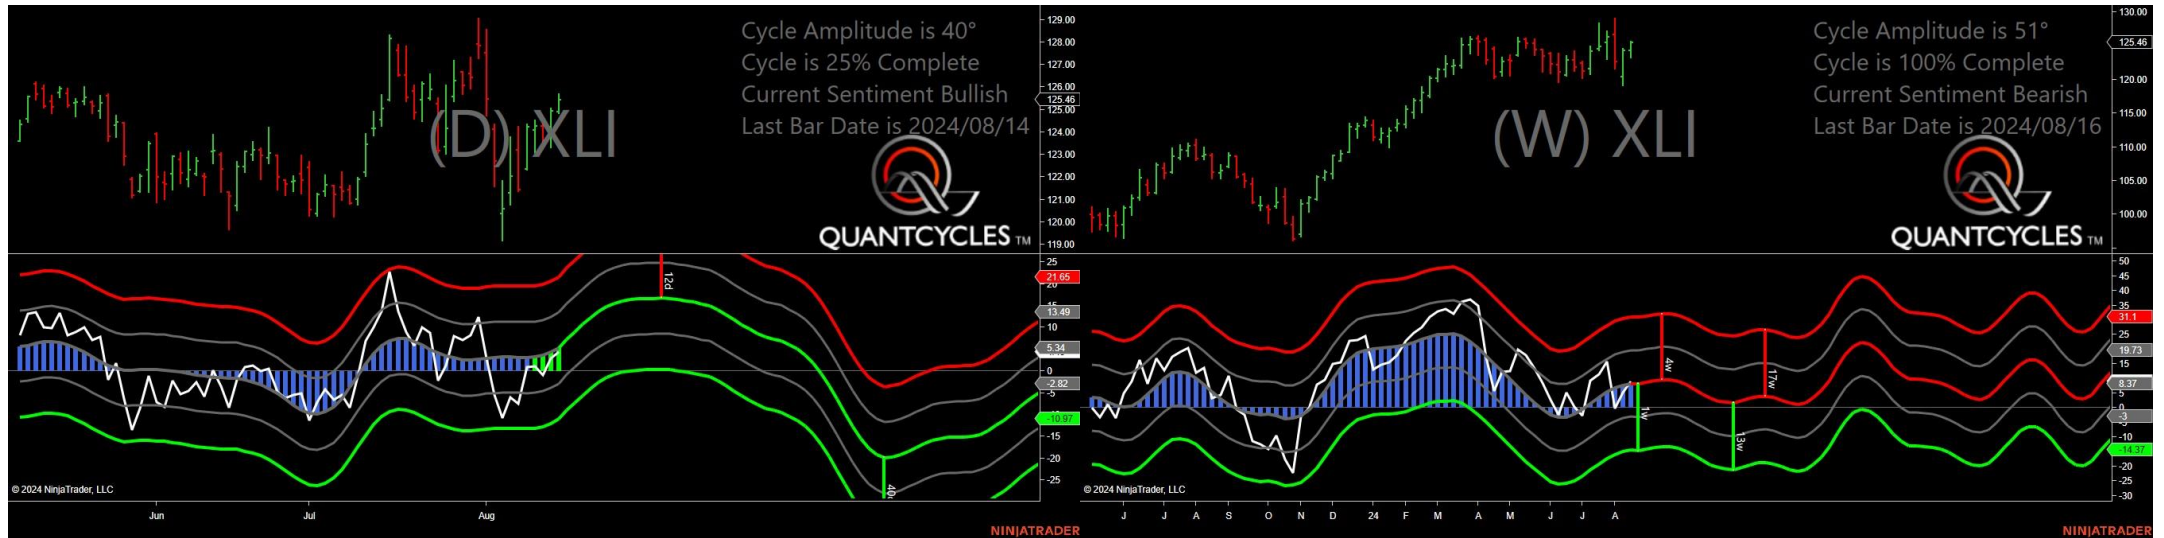 Cycle Amplitude is 40°
Cycle is 25% Complete
Current Sentiment Bullish
Last Bar Date is 2024/08/14
(D) XLI
QUANTCYCLES TM
129.00
128.00
127.00
126.00
125.46
125.00
124.00
123.00
122.00
121.00
120.00
119.00
25
21.65
20
13.49
10
5.34
0
-2.82
-5
-10.97
-15
-20
-25
12d
© 2024 NinjaTrader, LLC
Jun
Jul
Aug
NINJATRADER
Cycle Amplitude is 51°
Cycle is 100% Complete
Current Sentiment Bearish
Last Bar Date is 2024/08/16
(W) XLI
QUANTCYCLES TM
130.00
125.46
120.00
115.00
110.00
105.00
100.00
50
45
40
35
31.1
25
19.73
15
8.37
5
0
-3
-10
-14.37
-20
-25
-30
4w
17w
1w
13w
© 2024 NinjaTrader, LLC
J
J
A
S
O
N
D
24
F
M
A
M
J
J
A
NINJATRADER